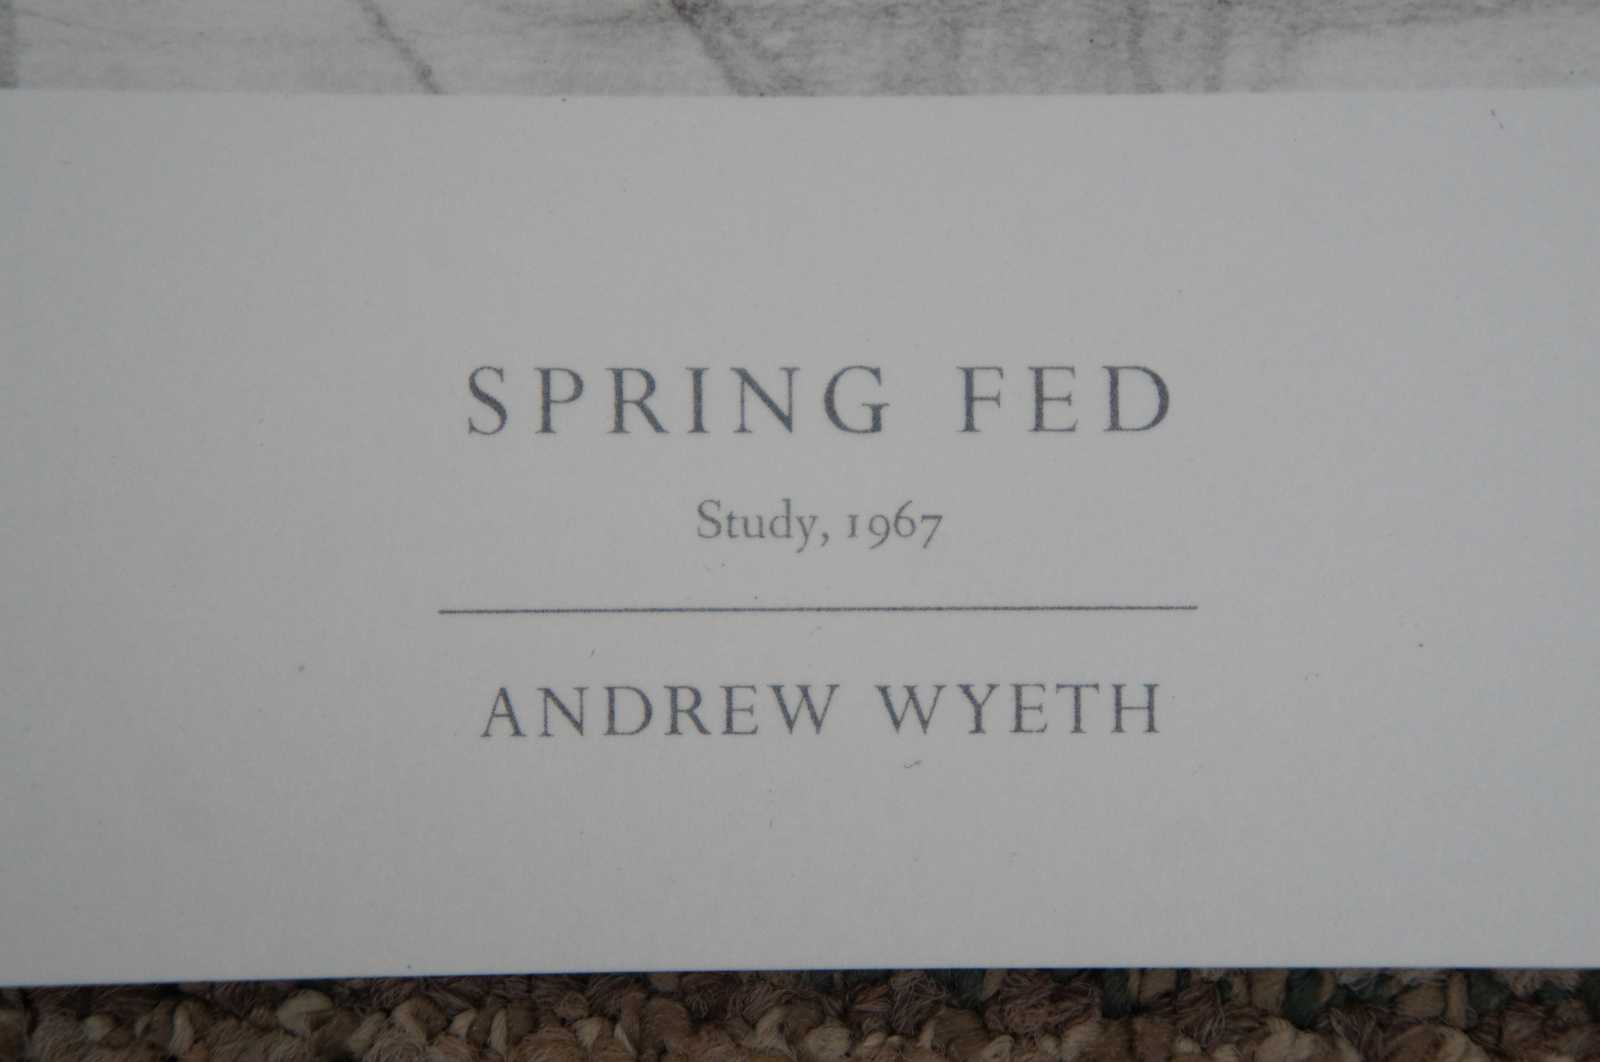 SPRING FED
Study, 1967
ANDREW WYETH